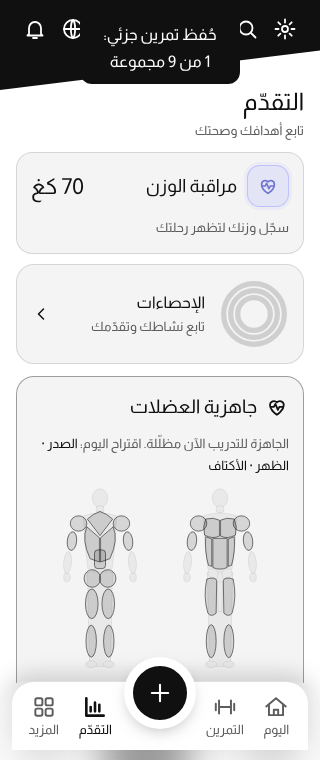 حُفظ تمرين جزئي:
1 من 9 مجموعة
التقدّم
تابع أهدافك وصحتك
مراقبة الوزن
70 كغ
سجّل وزنك لتظهر رحلتك
الإحصاءات
تابع نشاطك وتقدّمك
جاهزية العضلات
الجاهزة للتدريب الآن مظلّلة. اقتراح اليوم: الصدر ·
الظهر · الأكتاف
اليوم
التمرين
التقدّم
المزيد